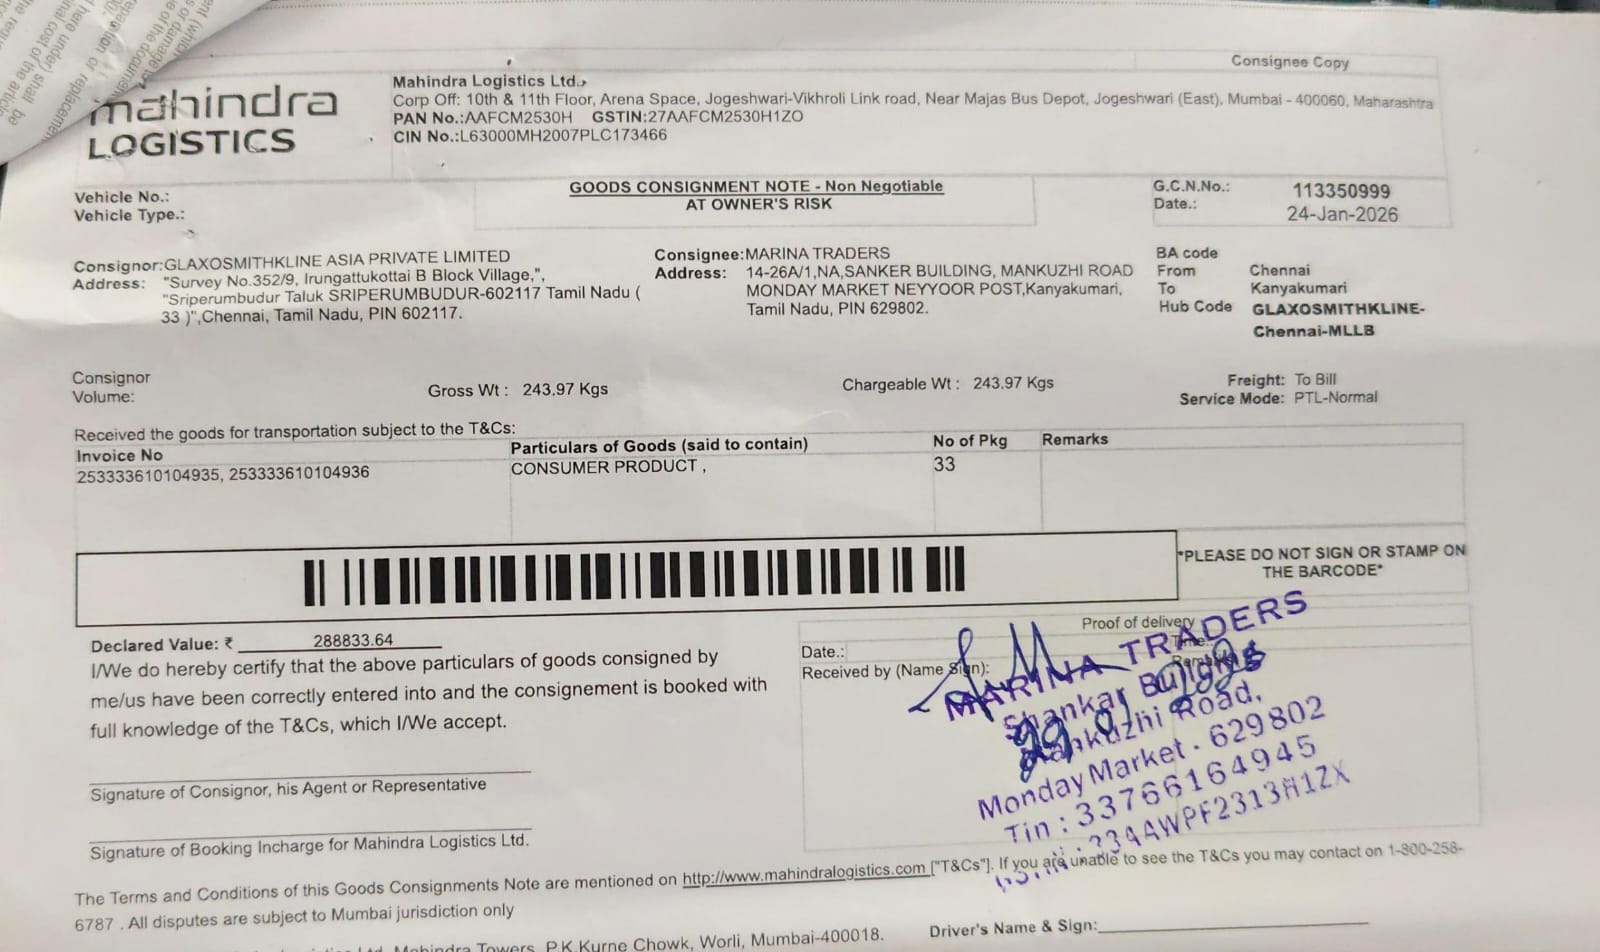 Consignee Copy
mahindra
LOGISTICS
Mahindra Logistics Ltd.,
Corp Off: 10th & 11th Floor, Arena Space, Jogeshwari-Vikhroli Link road, Near Majas Bus Depot, Jogeshwari (East), Mumbai - 400060, Maharashtra
PAN No.:AAFCM2530H GSTIN:27AAFCM2530H1ZO
CIN No.:L63000MH2007PLC173466
Vehicle No.:
Vehicle Type.:
GOODS CONSIGNMENT NOTE - Non Negotiable
AT OWNER'S RISK
G.C.N.No.: 113350999
Date.: 24-Jan-2026
Consignor:GLAXOSMITHKLINE ASIA PRIVATE LIMITED
Address: "Survey No.352/9, Irungattukottai B Block Village,",
"Sriperumbudur Taluk SRIPERUMBUDUR-602117 Tamil Nadu (
33 )",Chennai, Tamil Nadu, PIN 602117.
Consignee:MARINA TRADERS
Address: 14-26A/1,NA,SANKER BUILDING, MANKUZHI ROAD
MONDAY MARKET NEYYOOR POST,Kanyakumari,
Tamil Nadu, PIN 629802.
BA code
From Chennai
To Kanyakumari
Hub Code GLAXOSMITHKLINE-
Chennai-MLLB
Consignor
Volume:
Gross Wt : 243.97 Kgs
Chargeable Wt : 243.97 Kgs
Freight: To Bill
Service Mode: PTL-Normal
Received the goods for transportation subject to the T&Cs:
Invoice No Particulars of Goods (said to contain) No of Pkg Remarks
253333610104935, 253333610104936 CONSUMER PRODUCT , 33
*PLEASE DO NOT SIGN OR STAMP ON
THE BARCODE*
Declared Value: ₹ 288833.64
I/We do hereby certify that the above particulars of goods consigned by
me/us have been correctly entered into and the consignement is booked with
full knowledge of the T&Cs, which I/We accept.
Signature of Consignor, his Agent or Representative
Signature of Booking Incharge for Mahindra Logistics Ltd.
Proof of delivery
Date.: Time:
Received by (Name Sign):
MARINA TRADERS
Shankar Buildings
Mankuzhi Road,
Monday Market - 629802
Tin : 33766164945
The Terms and Conditions of this Goods Consignments Note are mentioned on http://www.mahindralogistics.com ["T&Cs"]. If you are unable to see the T&Cs you may contact on 1-800-258-
6787 . All disputes are subject to Mumbai jurisdiction only
Mahindra Towers, P.K.Kurne Chowk, Worli, Mumbai-400018.
Driver's Name & Sign: